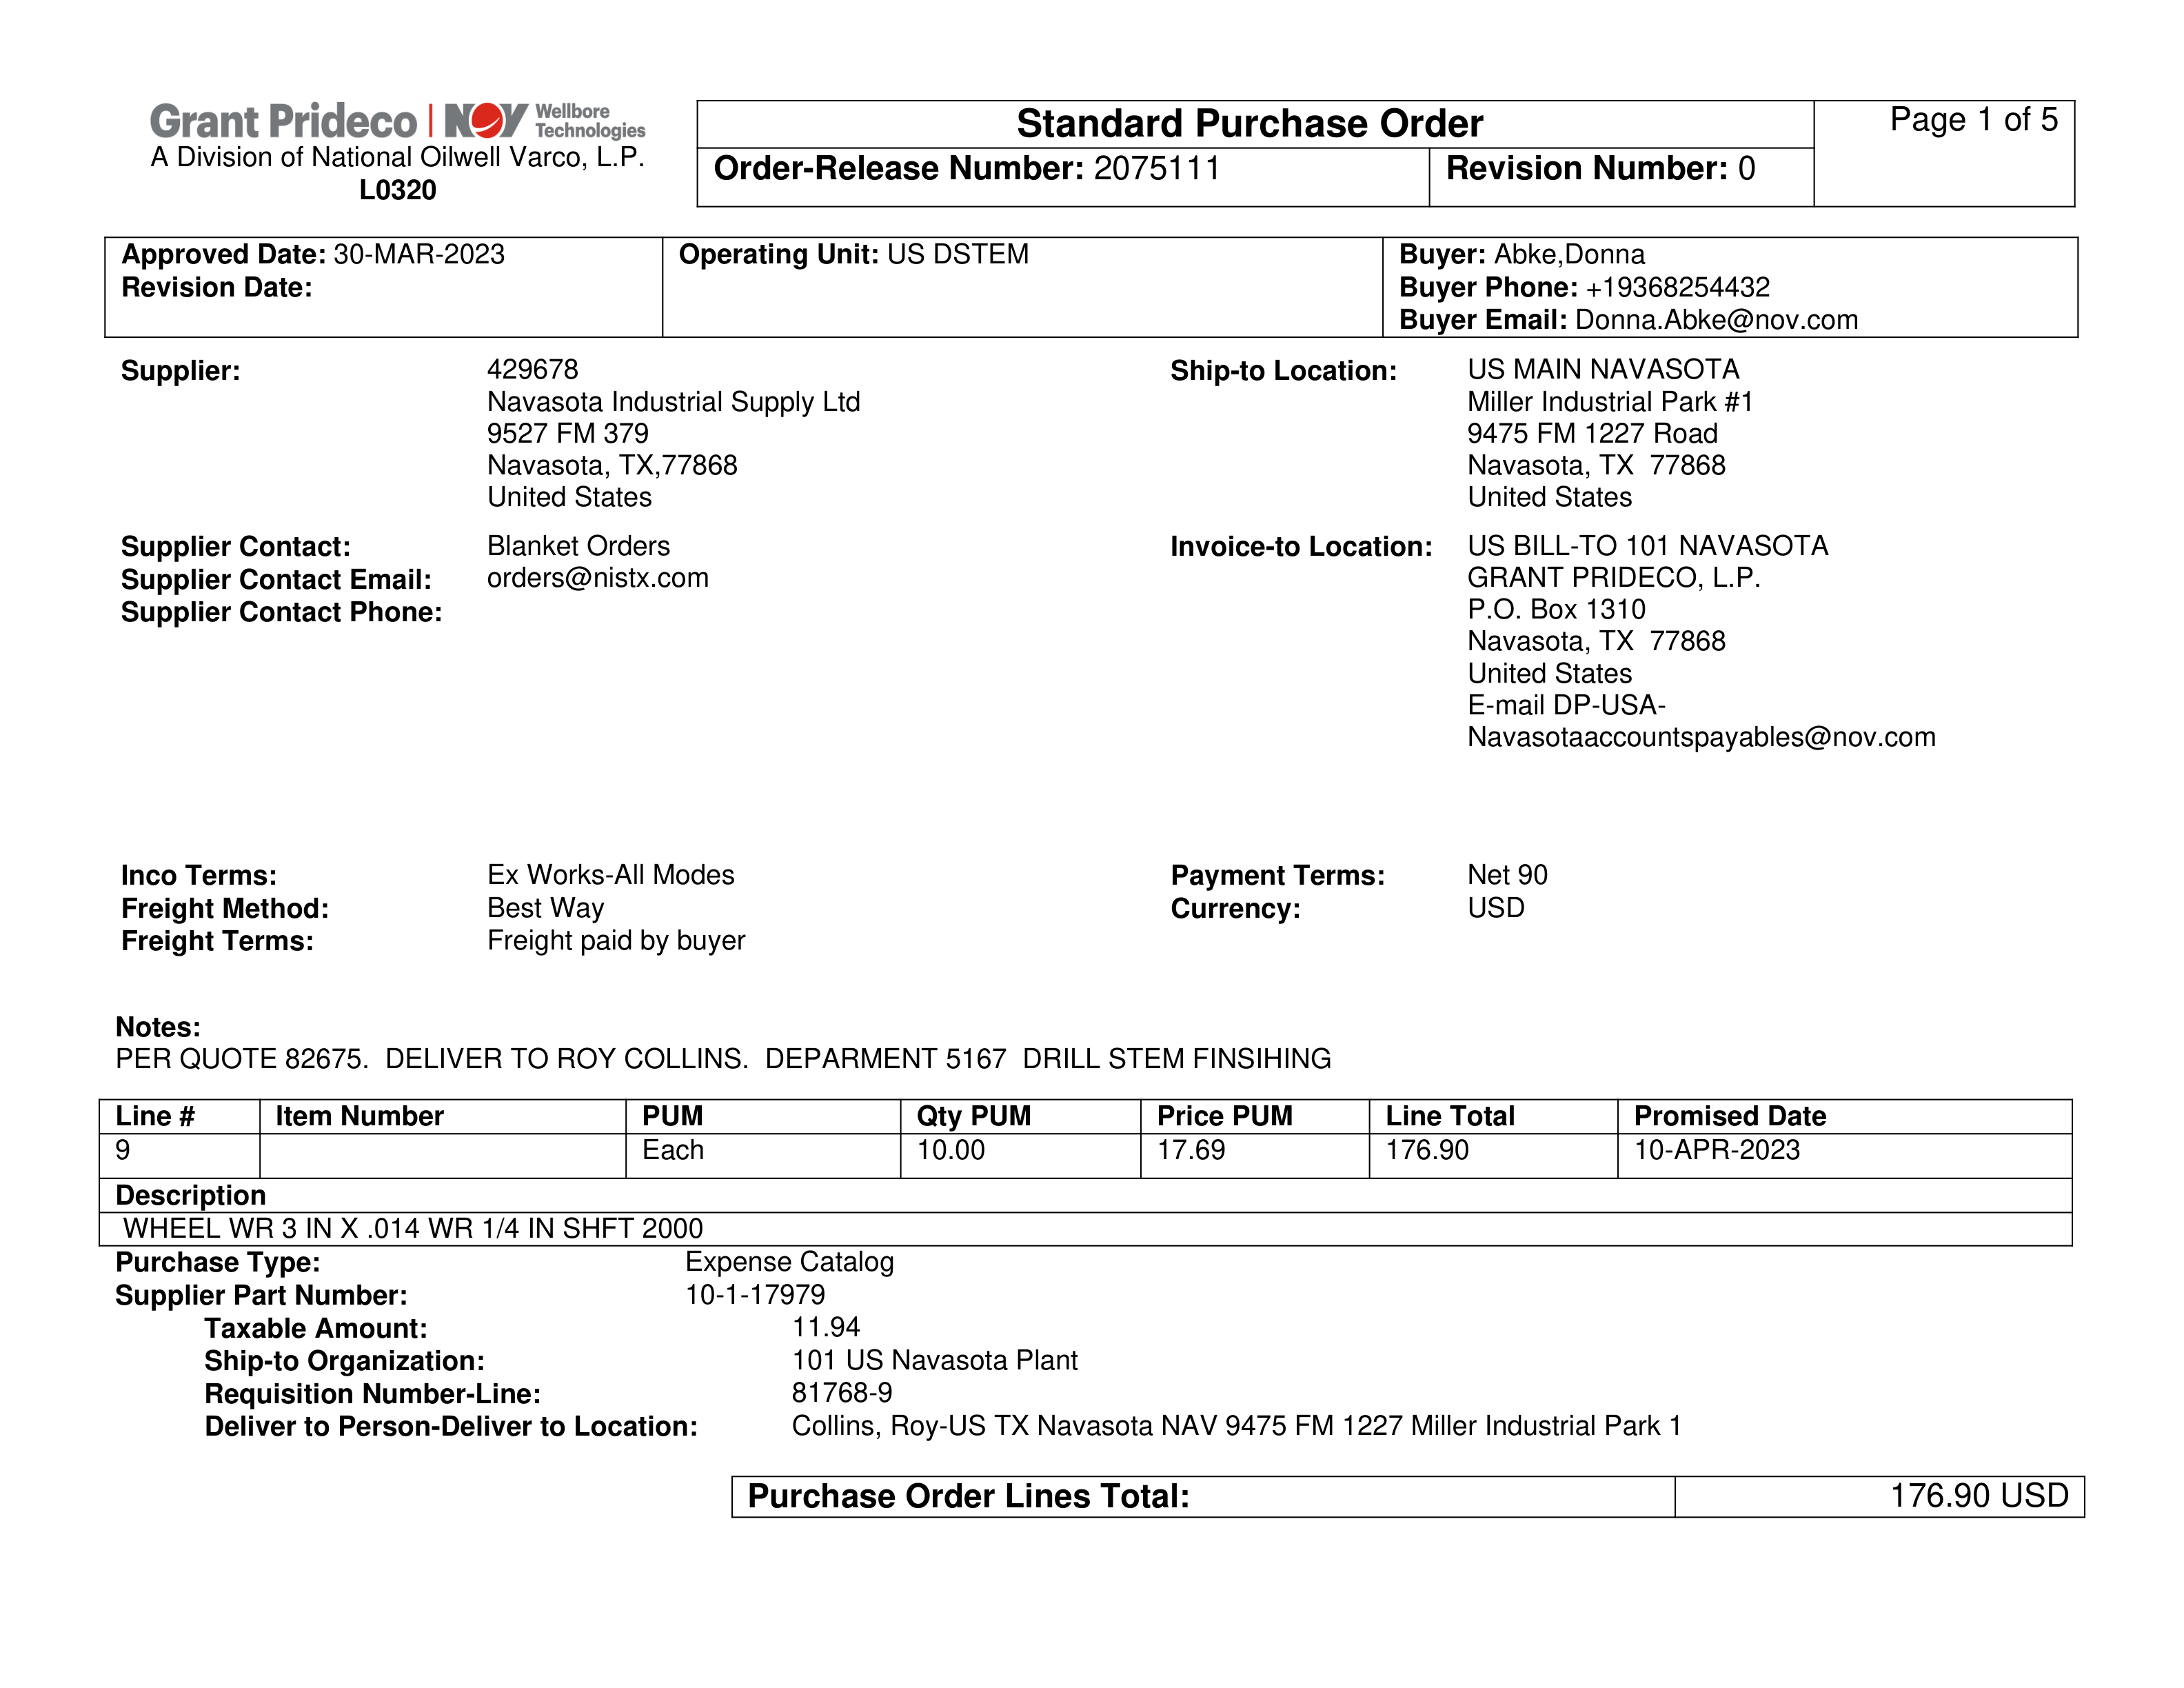 Grant Prideco | NOV Wellbore Technologies
A Division of National Oilwell Varco, L.P.
L0320
Standard Purchase Order
Page 1 of 5
Order-Release Number: 2075111
Revision Number: 0
Approved Date: 30-MAR-2023
Revision Date:
Operating Unit: US DSTEM
Buyer: Abke,Donna
Buyer Phone: +19368254432
Buyer Email: Donna.Abke@nov.com
Supplier: 429678
Navasota Industrial Supply Ltd
9527 FM 379
Navasota, TX,77868
United States
Ship-to Location: US MAIN NAVASOTA
Miller Industrial Park #1
9475 FM 1227 Road
Navasota, TX  77868
United States
Supplier Contact: Blanket Orders
Supplier Contact Email: orders@nistx.com
Supplier Contact Phone:
Invoice-to Location: US BILL-TO 101 NAVASOTA
GRANT PRIDECO, L.P.
P.O. Box 1310
Navasota, TX  77868
United States
E-mail DP-USA-
Navasotaaccountspayables@nov.com
Inco Terms: Ex Works-All Modes
Freight Method: Best Way
Freight Terms: Freight paid by buyer
Payment Terms: Net 90
Currency: USD
Notes:
PER QUOTE 82675.  DELIVER TO ROY COLLINS.  DEPARMENT 5167  DRILL STEM FINSIHING
Line # Item Number PUM Qty PUM Price PUM Line Total Promised Date
9 Each 10.00 17.69 176.90 10-APR-2023
Description
WHEEL WR 3 IN X .014 WR 1/4 IN SHFT 2000
Purchase Type: Expense Catalog
Supplier Part Number: 10-1-17979
Taxable Amount: 11.94
Ship-to Organization: 101 US Navasota Plant
Requisition Number-Line: 81768-9
Deliver to Person-Deliver to Location: Collins, Roy-US TX Navasota NAV 9475 FM 1227 Miller Industrial Park 1
Purchase Order Lines Total: 176.90 USD